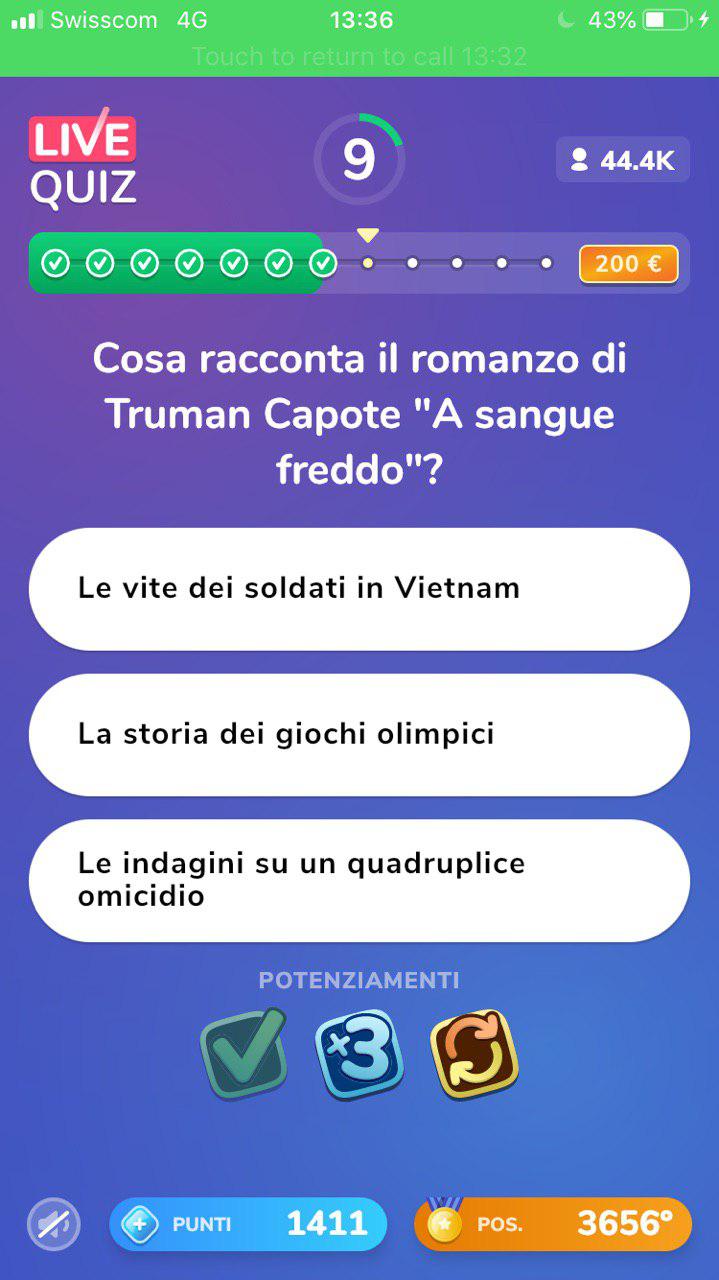 Swisscom 4G 13:36 43%
Touch to return to call 13:32
LIVE
QUIZ
9
44.4K
200 €
Cosa racconta il romanzo di
Truman Capote "A sangue
freddo"?
Le vite dei soldati in Vietnam
La storia dei giochi olimpici
Le indagini su un quadruplice
omicidio
POTENZIAMENTI
×3
PUNTI 1411
POS. 3656º